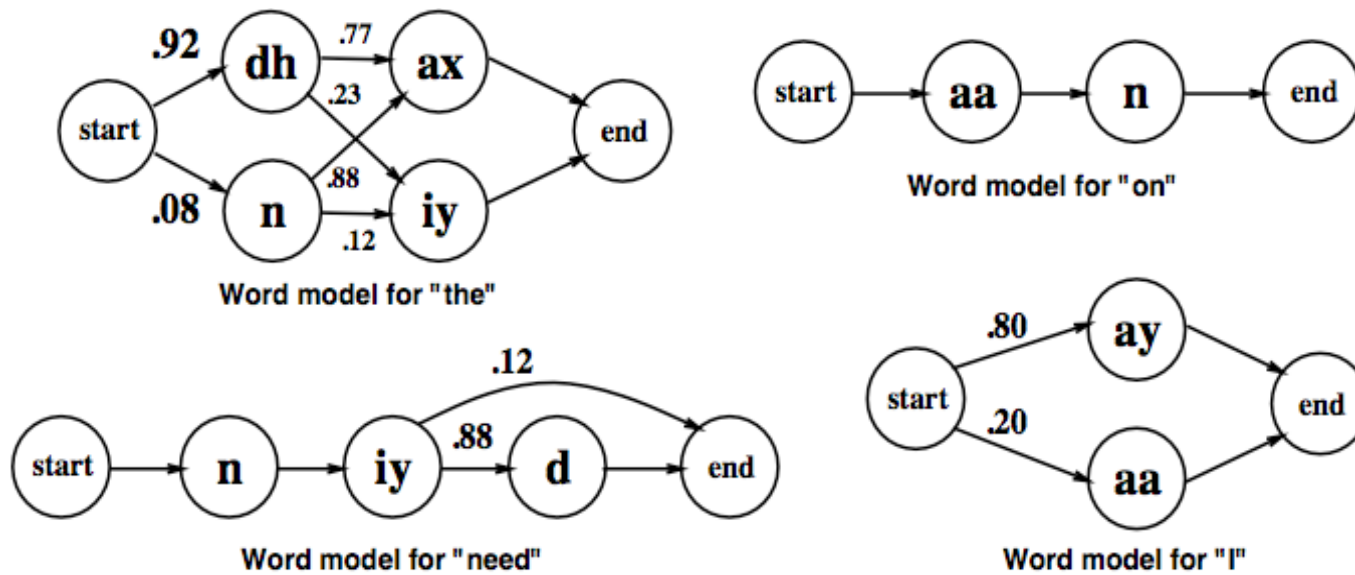 .92
dh
.77
ax
start
.23
end
.08
n
.88
iy
.12
Word model for "the"
start
aa
n
end
Word model for "on"
start
n
iy
.88
d
end
.12
Word model for "need"
start
.80
ay
.20
aa
end
Word model for "I"